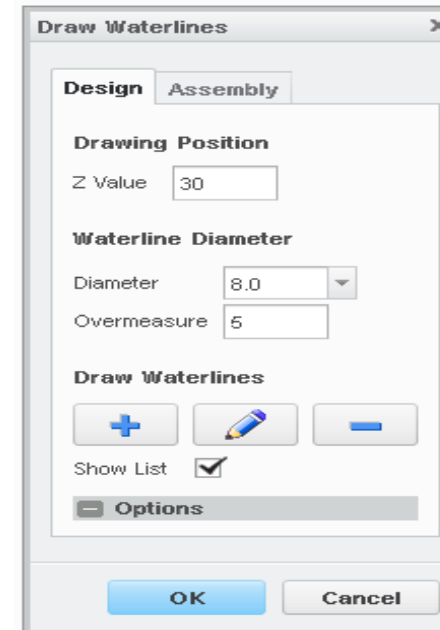 Draw Waterlines
Design Assembly
Drawing Position
Z Value 30
Waterline Diameter
Diameter 8.0
Overmeasure 5
Draw Waterlines
Show List
Options
OK Cancel